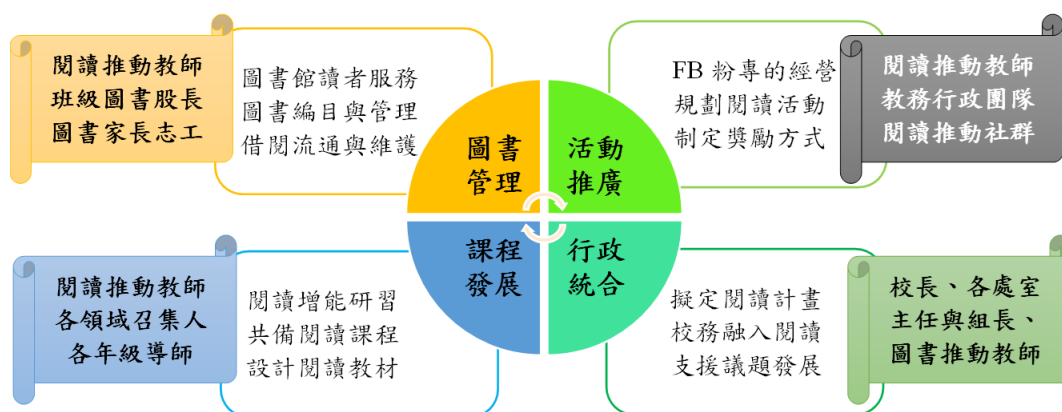 閱讀推動教師
班級圖書股長
圖書家長志工
圖書館讀者服務
圖書編目與管理
借閱流通與維護
圖書
管理
活動
推廣
FB 粉專的經營
規劃閱讀活動
制定獎勵方式
閱讀推動教師
教務行政團隊
閱讀推動社群
閱讀推動教師
各領域召集人
各年級導師
閱讀增能研習
共備閱讀課程
設計閱讀教材
課程
發展
行政
統合
擬定閱讀計畫
校務融入閱讀
支援議題發展
校長、各處室
主任與組長、
圖書推動教師